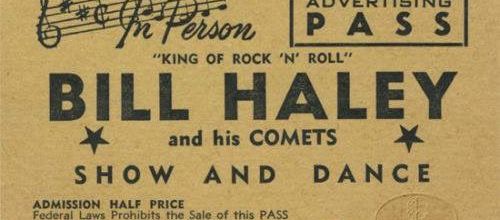 In Person
ADVERTISING
PASS
"KING OF ROCK 'N' ROLL"
BILL HALEY
and his COMETS
SHOW AND DANCE
ADMISSION HALF PRICE
Federal Laws Prohibits the Sale of this PASS